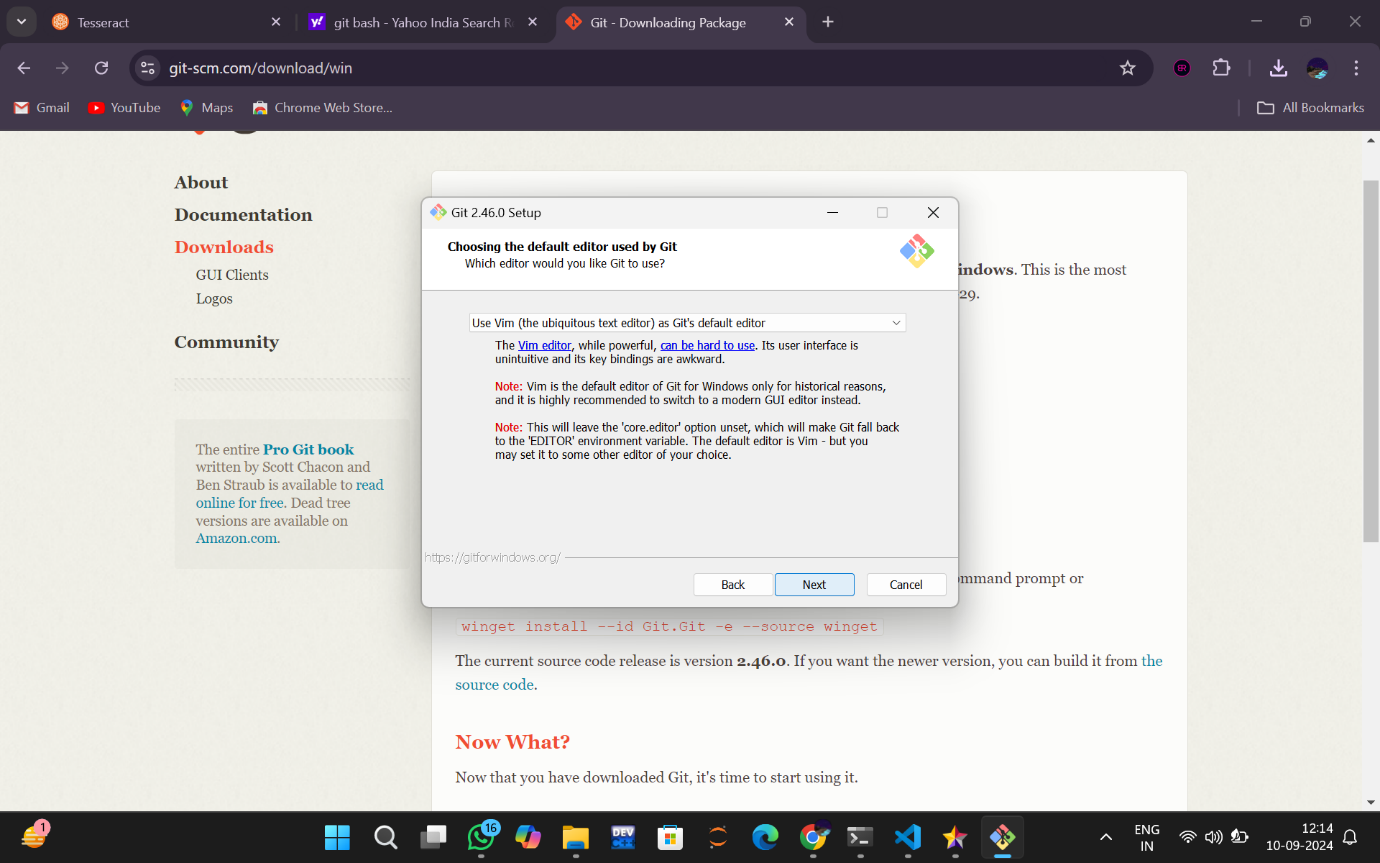 Tesseract
git bash - Yahoo India Search R
Git - Downloading Package
git-scm.com/download/win
Gmail
YouTube
Maps
Chrome Web Store...
All Bookmarks
About
Documentation
Downloads
GUI Clients
Logos
Community
The entire Pro Git book
written by Scott Chacon and
Ben Straub is available to read
online for free. Dead tree
versions are available on
Amazon.com.
indows. This is the most
29.
Git 2.46.0 Setup
Choosing the default editor used by Git
Which editor would you like Git to use?
Use Vim (the ubiquitous text editor) as Git's default editor
The Vim editor, while powerful, can be hard to use. Its user interface is
unintuitive and its key bindings are awkward.
Note: Vim is the default editor of Git for Windows only for historical reasons,
and it is highly recommended to switch to a modern GUI editor instead.
Note: This will leave the 'core.editor' option unset, which will make Git fall back
to the 'EDITOR' environment variable. The default editor is Vim - but you
may set it to some other editor of your choice.
https://gitforwindows.org/
Back
Next
Cancel
mmand prompt or
winget install --id Git.Git -e --source winget
The current source code release is version 2.46.0. If you want the newer version, you can build it from the
source code.
Now What?
Now that you have downloaded Git, it's time to start using it.
1
16
DEV
C++
ENG
IN
12:14
10-09-2024